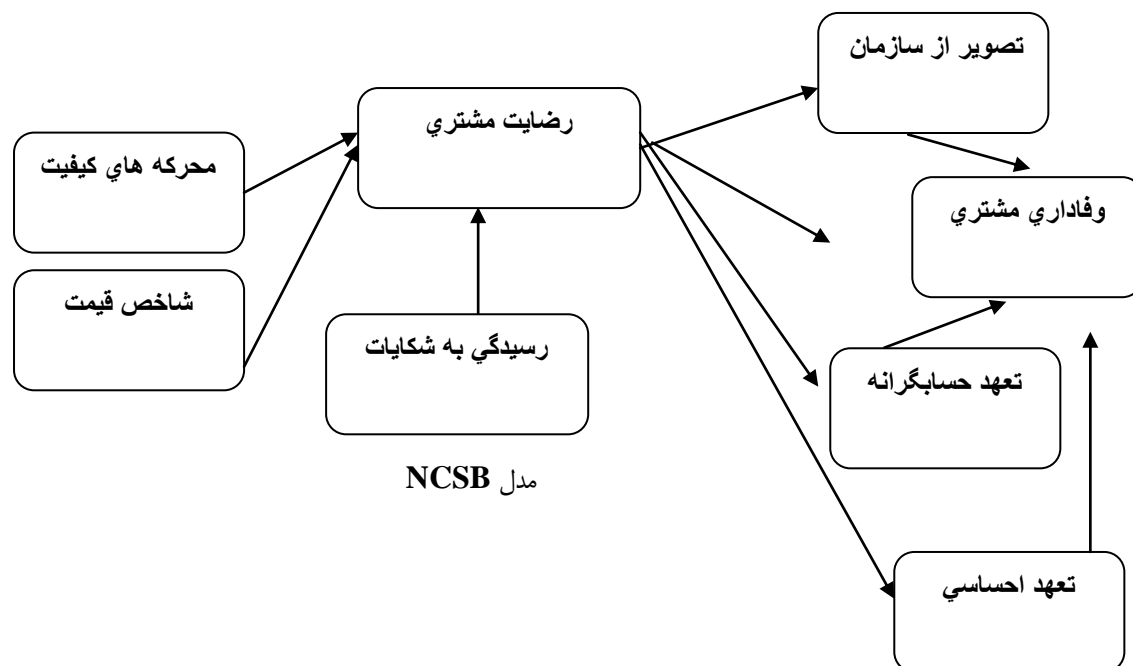 تصوير از سازمان
رضايت مشتري
محركه هاي كيفيت
وفاداري مشتري
شاخص قيمت
رسيدگي به شكايات
تعهد حسابگرانه
مدل NCSB
تعهد احساسي